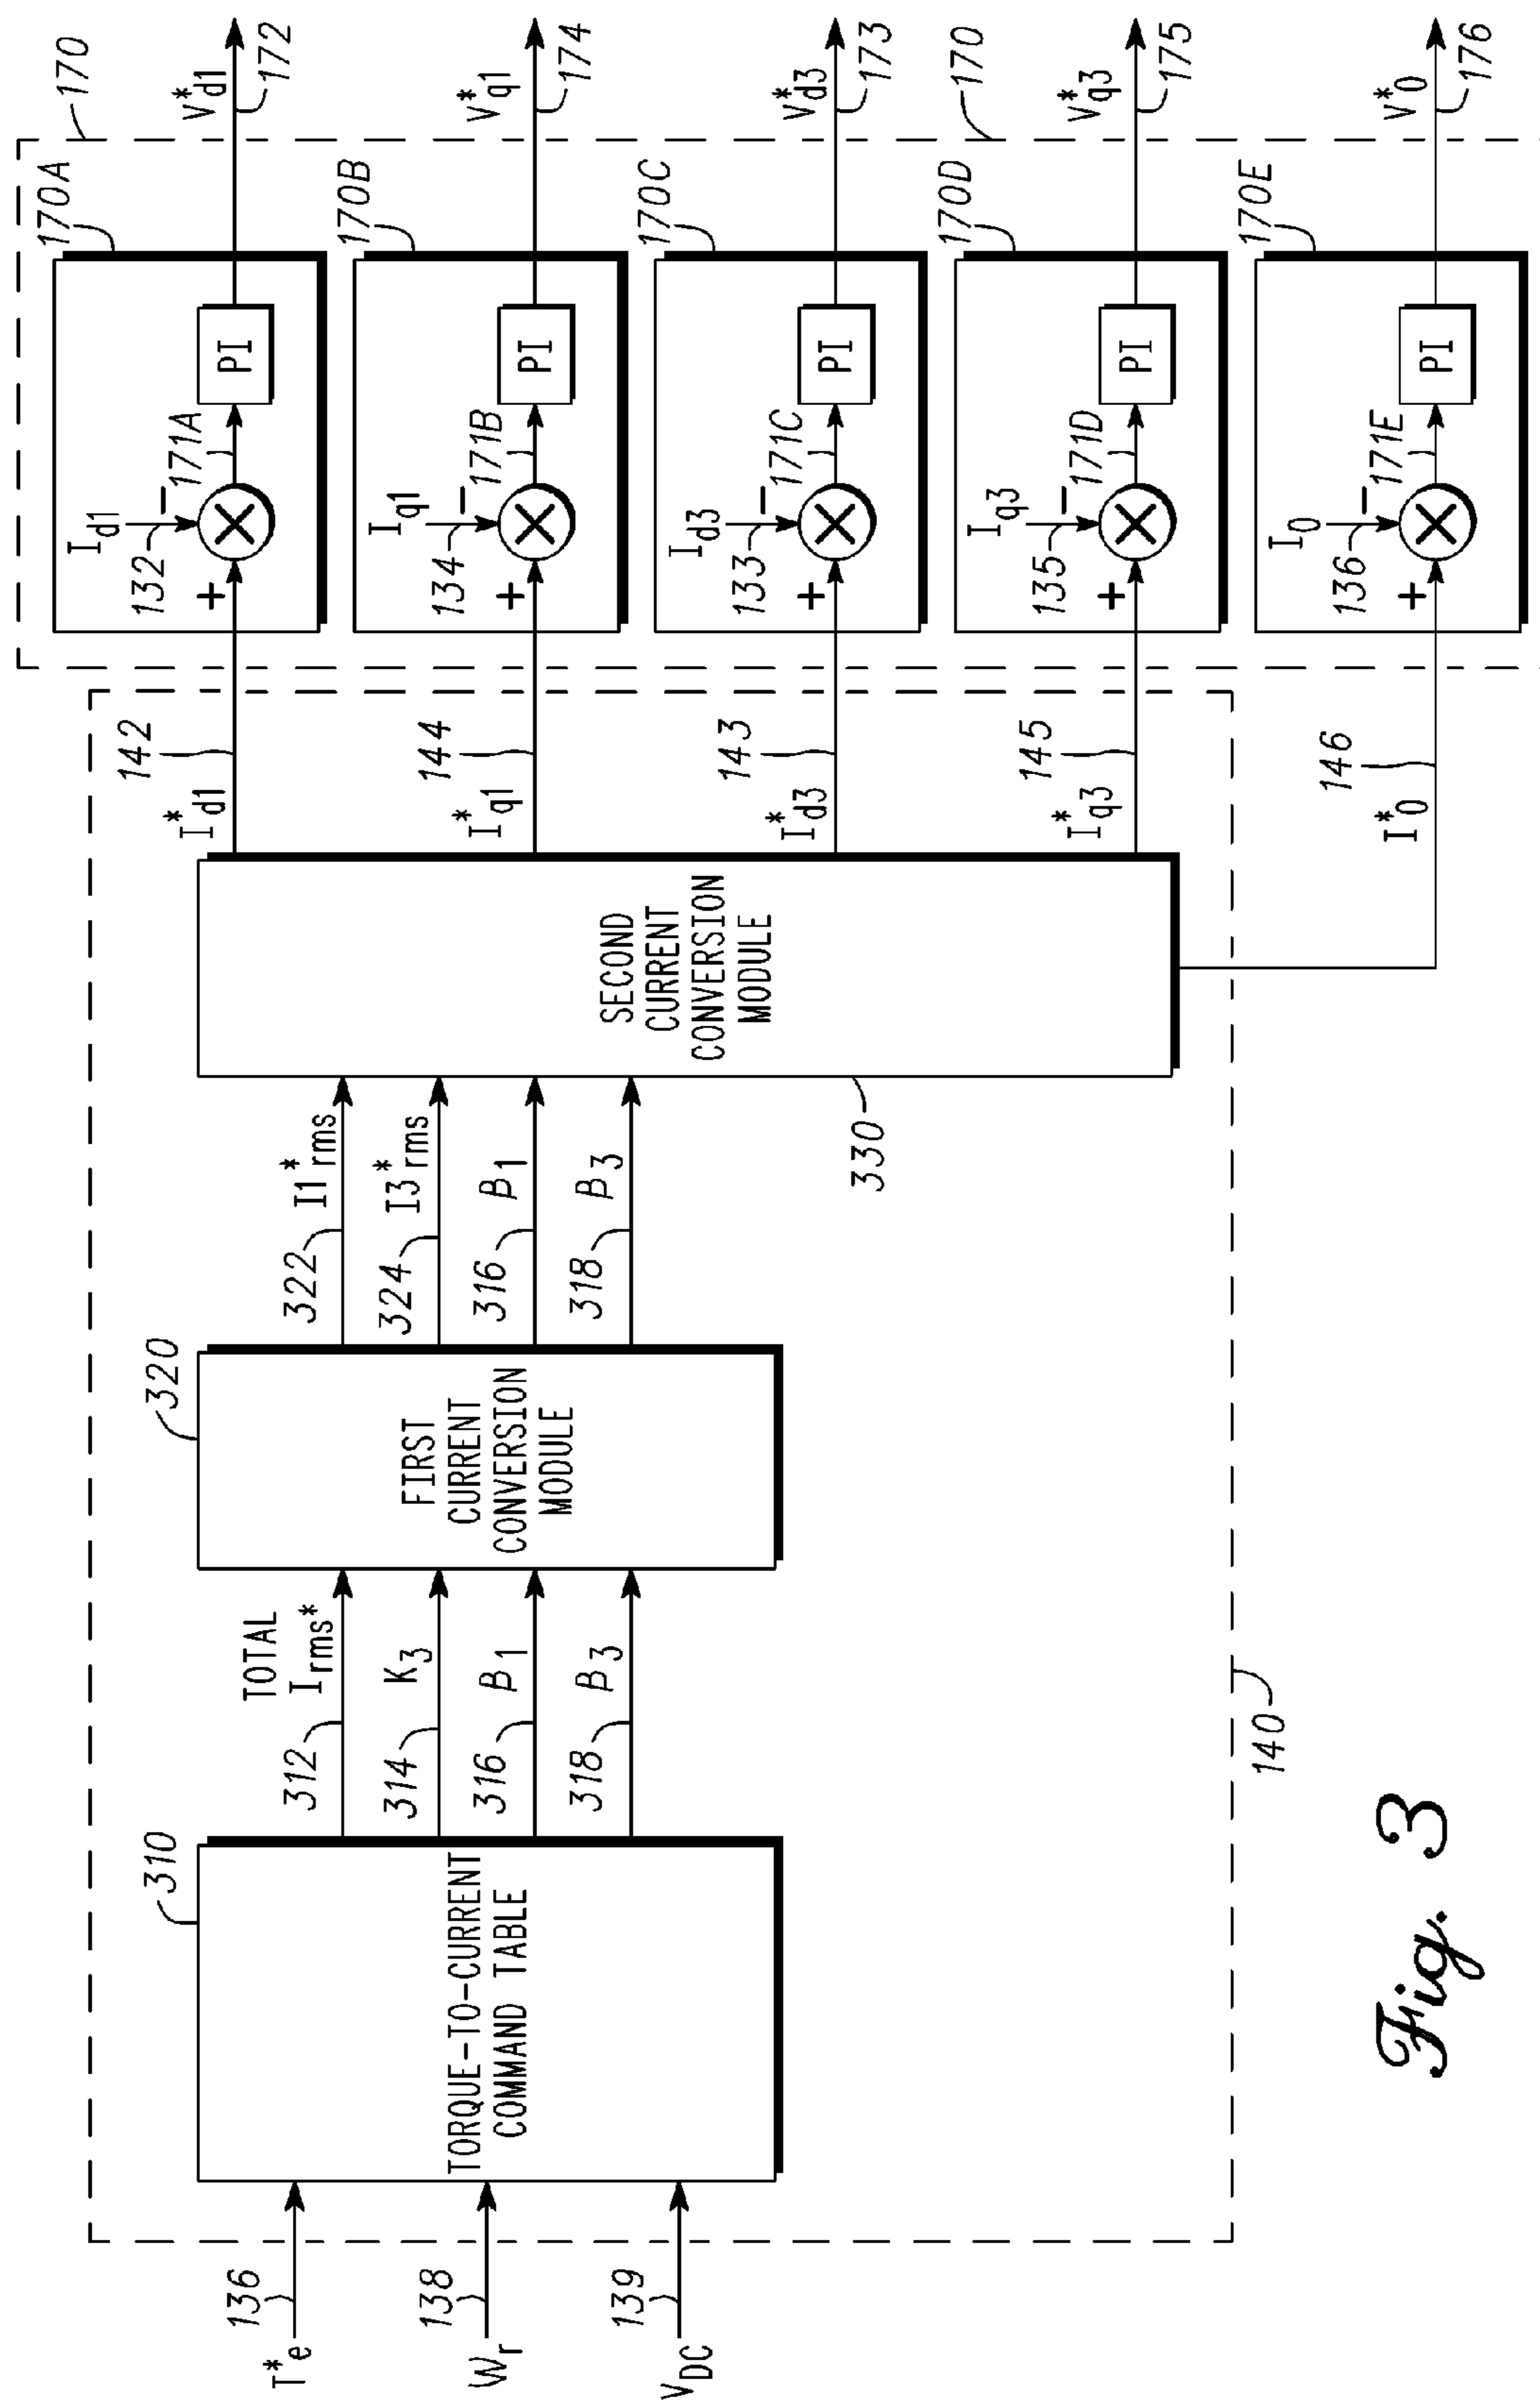 T*e
136
Wr
138
VDC
139
310
TORQUE-TO-CURRENT
COMMAND TABLE
312
TOTAL
Irms*
314
K3
316
B1
318
B3
320
FIRST
CURRENT
CONVERSION
MODULE
322
I1*rms
324
I3*rms
316
B1
318
B3
SECOND
CURRENT
CONVERSION
MODULE
330
140
I*d1
142
I*q1
144
I*d3
143
I*q3
145
I*0
146
170
170A
Id1
132
+
−
171A
PI
V*d1
172
170B
Iq1
134
+
−
171B
PI
V*q1
174
170C
Id3
133
+
−
171C
PI
V*d3
173
170
170D
Iq3
135
+
−
171D
PI
V*q3
175
170E
I0
136
+
−
171E
PI
V*0
176
Fig. 3